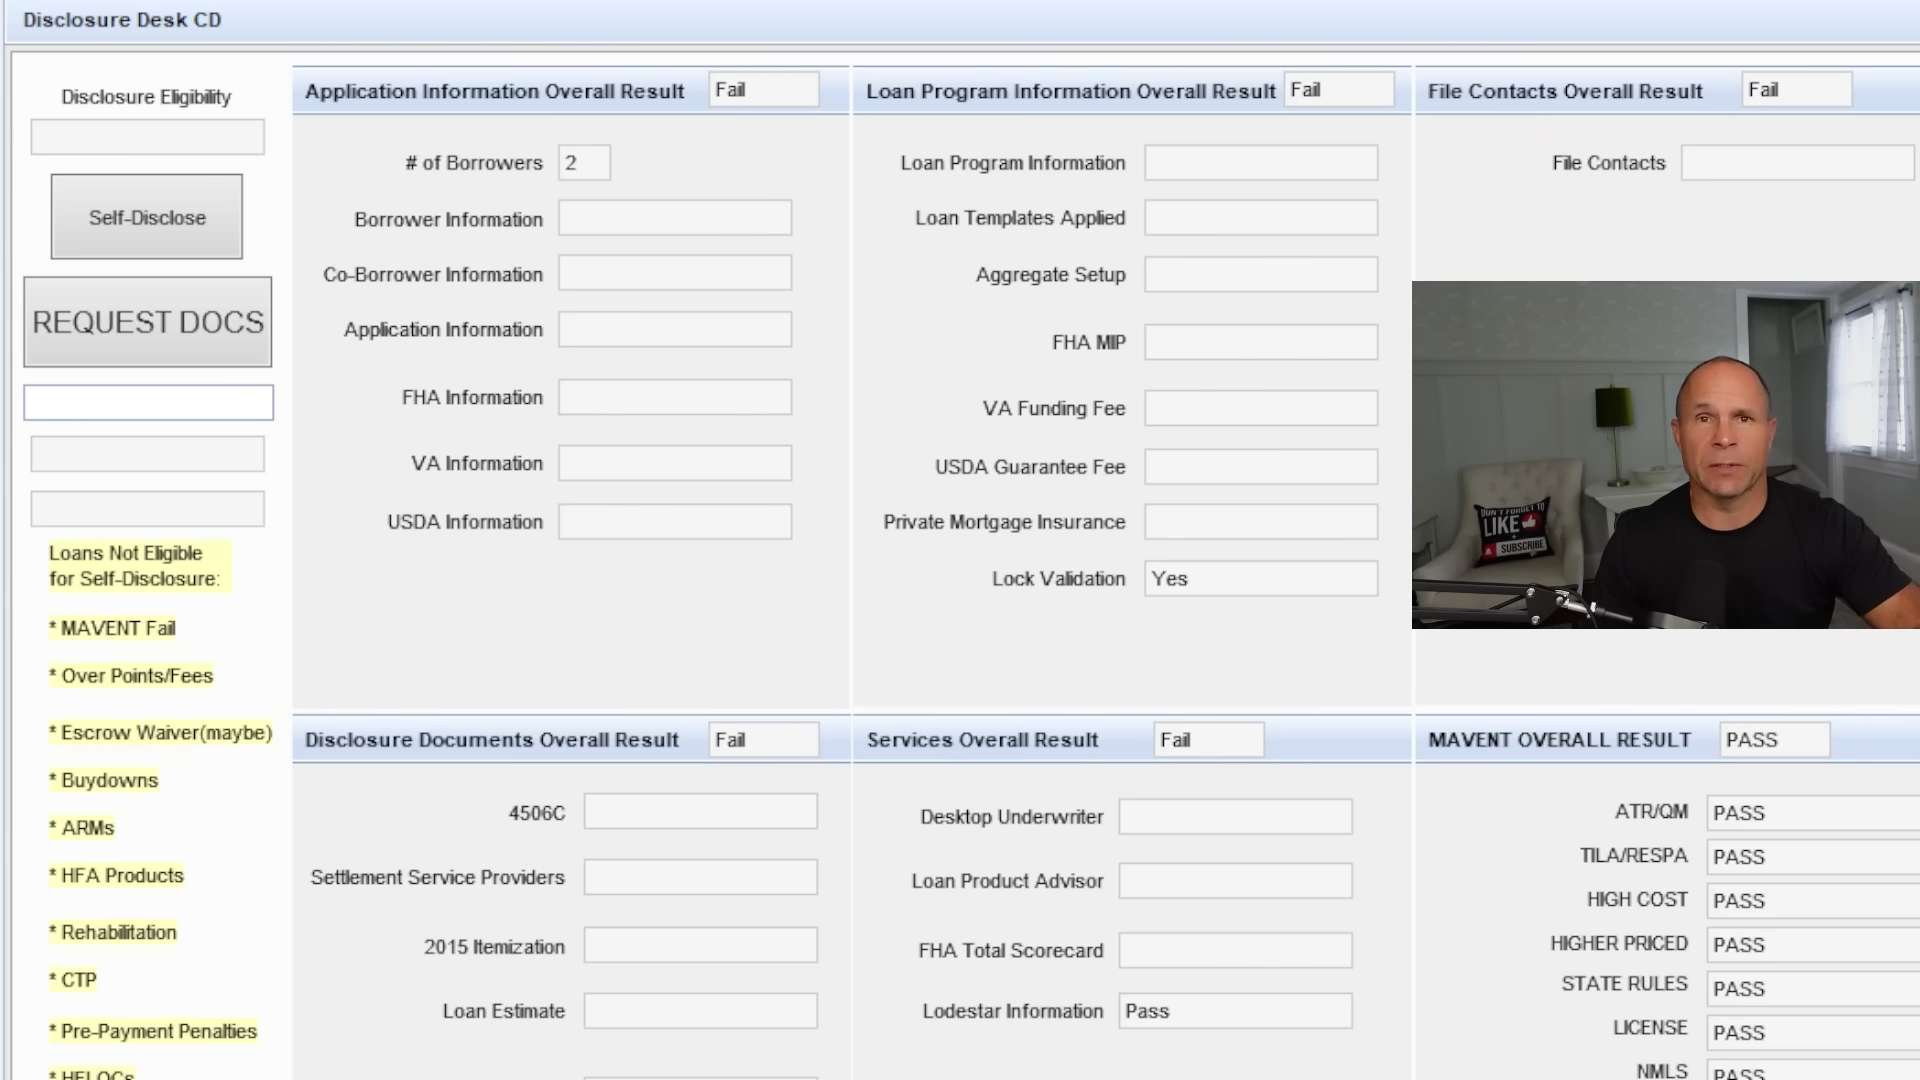 Disclosure Desk CD
Disclosure Eligibility
Self-Disclose
REQUEST DOCS
Loans Not Eligible
for Self-Disclosure:
* MAVENT Fail
* Over Points/Fees
* Escrow Waiver(maybe)
* Buydowns
* ARMs
* HFA Products
* Rehabilitation
* CTP
* Pre-Payment Penalties
* HELOCs
Application Information Overall Result Fail
# of Borrowers 2
Borrower Information
Co-Borrower Information
Application Information
FHA Information
VA Information
USDA Information
Loan Program Information Overall Result Fail
Loan Program Information
Loan Templates Applied
Aggregate Setup
FHA MIP
VA Funding Fee
USDA Guarantee Fee
Private Mortgage Insurance
Lock Validation Yes
File Contacts Overall Result Fail
File Contacts
DON'T FORGET TO
LIKE
+
SUBSCRIBE
Disclosure Documents Overall Result Fail
4506C
Settlement Service Providers
2015 Itemization
Loan Estimate
Services Overall Result Fail
Desktop Underwriter
Loan Product Advisor
FHA Total Scorecard
Lodestar Information Pass
MAVENT OVERALL RESULT PASS
ATR/QM PASS
TILA/RESPA PASS
HIGH COST PASS
HIGHER PRICED PASS
STATE RULES PASS
LICENSE PASS
NMLS PASS